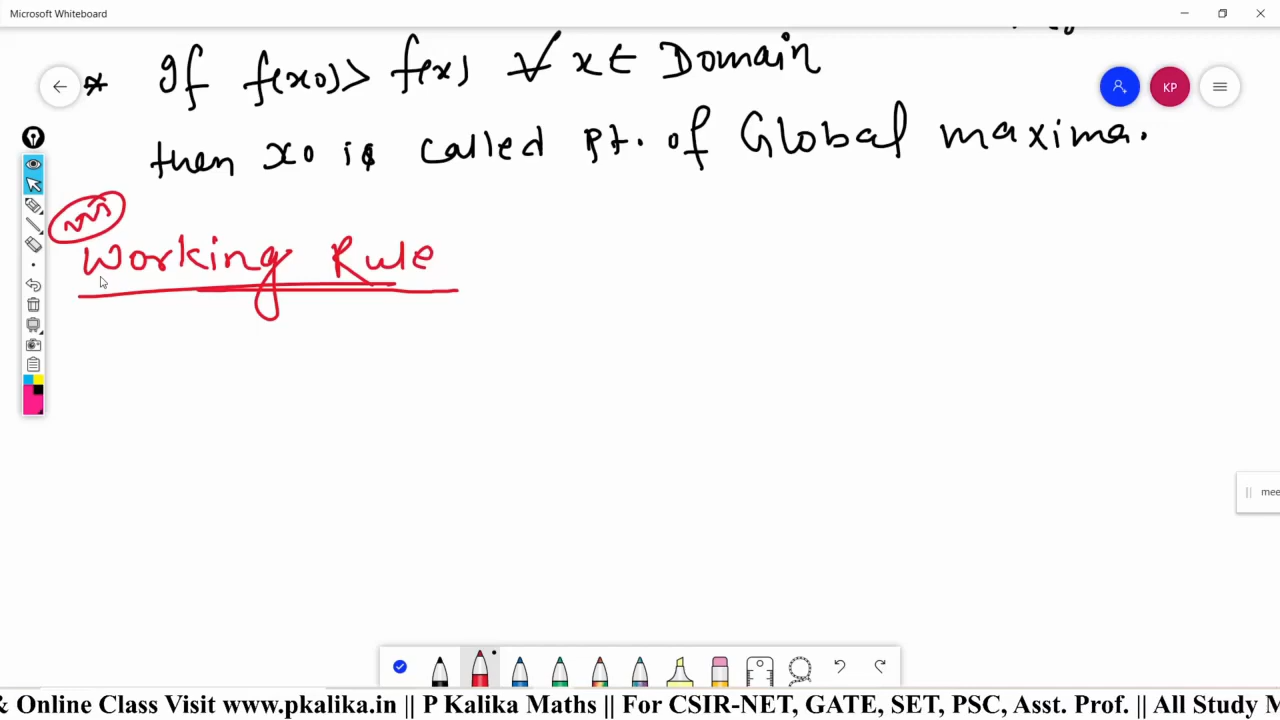 Microsoft Whiteboard
* If f(x0) > f(x) ∀ x ∈ Domain
KP
then x0 is called pt. of Global maxima.
Working Rule
mee
& Online Class Visit www.pkalika.in || P Kalika Maths || For CSIR-NET, GATE, SET, PSC, Asst. Prof. || All Study M